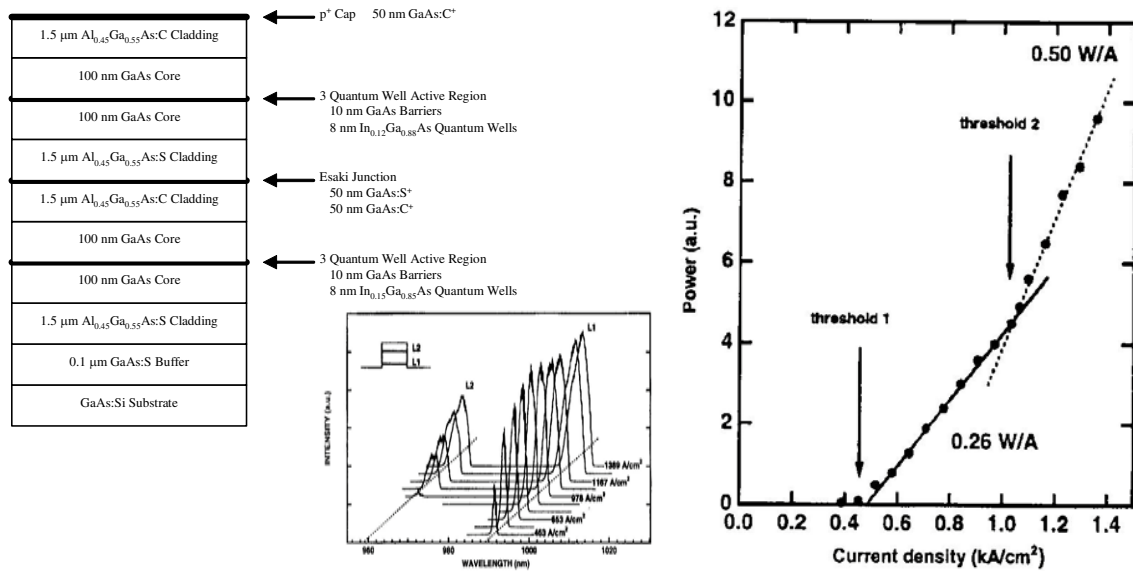 p⁺ Cap 50 nm GaAs:C⁺
1.5 μm Al₀.₄₅Ga₀.₅₅As:C Cladding
100 nm GaAs Core
3 Quantum Well Active Region
10 nm GaAs Barriers
8 nm In₀.₁₂Ga₀.₈₈As Quantum Wells
100 nm GaAs Core
1.5 μm Al₀.₄₅Ga₀.₅₅As:S Cladding
Esaki Junction
50 nm GaAs:S⁺
50 nm GaAs:C⁺
1.5 μm Al₀.₄₅Ga₀.₅₅As:C Cladding
100 nm GaAs Core
3 Quantum Well Active Region
10 nm GaAs Barriers
8 nm In₀.₁₅Ga₀.₈₅As Quantum Wells
100 nm GaAs Core
1.5 μm Al₀.₄₅Ga₀.₅₅As:S Cladding
0.1 μm GaAs:S Buffer
GaAs:Si Substrate
L2
L1
L2
L1
1389 A/cm²
1167 A/cm²
978 A/cm²
653 A/cm²
463 A/cm²
INTENSITY (a.u.)
960 980 1000 1020
WAVELENGTH (nm)
0.50 W/A
threshold 2
threshold 1
0.26 W/A
Power (a.u.)
12
10
8
6
4
2
0
0.0 0.2 0.4 0.6 0.8 1.0 1.2 1.4
Current density (kA/cm²)